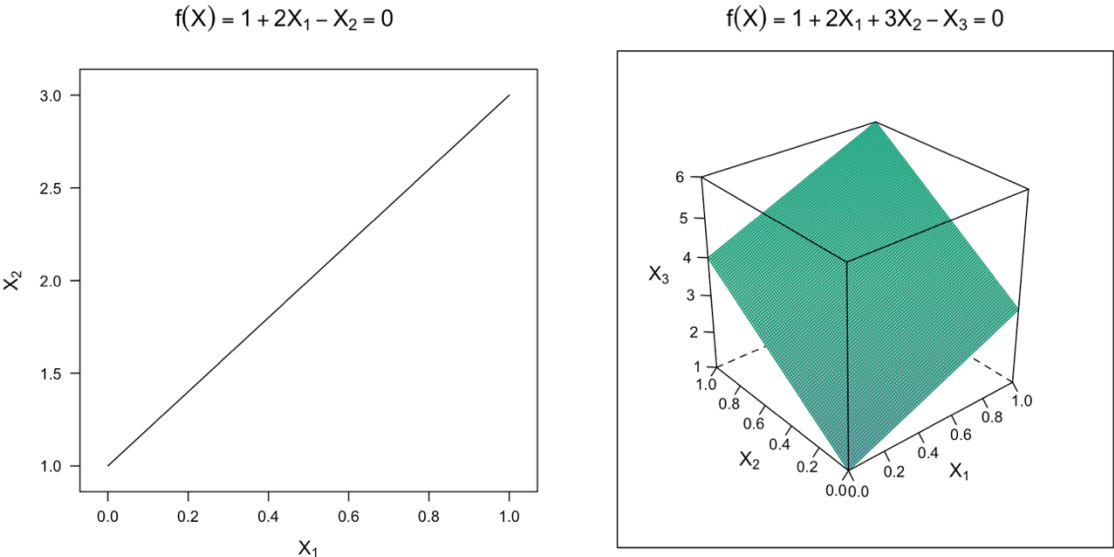 f(X) = 1 + 2X₁ − X₂ = 0
3.0
2.5
2.0
1.5
1.0
X₂
0.0 0.2 0.4 0.6 0.8 1.0
X₁
f(X) = 1 + 2X₁ + 3X₂ − X₃ = 0
6
5
4
3
2
1
X₃
1.0
0.8
0.6
0.4
0.2
0.0
X₂
0.0
0.2
0.4
0.6
0.8
1.0
X₁